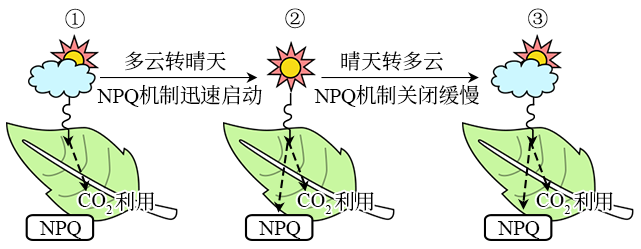 ① ② ③
多云转晴天 晴天转多云
NPQ机制迅速启动 NPQ机制关闭缓慢
CO₂利用 CO₂利用 CO₂利用
NPQ NPQ NPQ